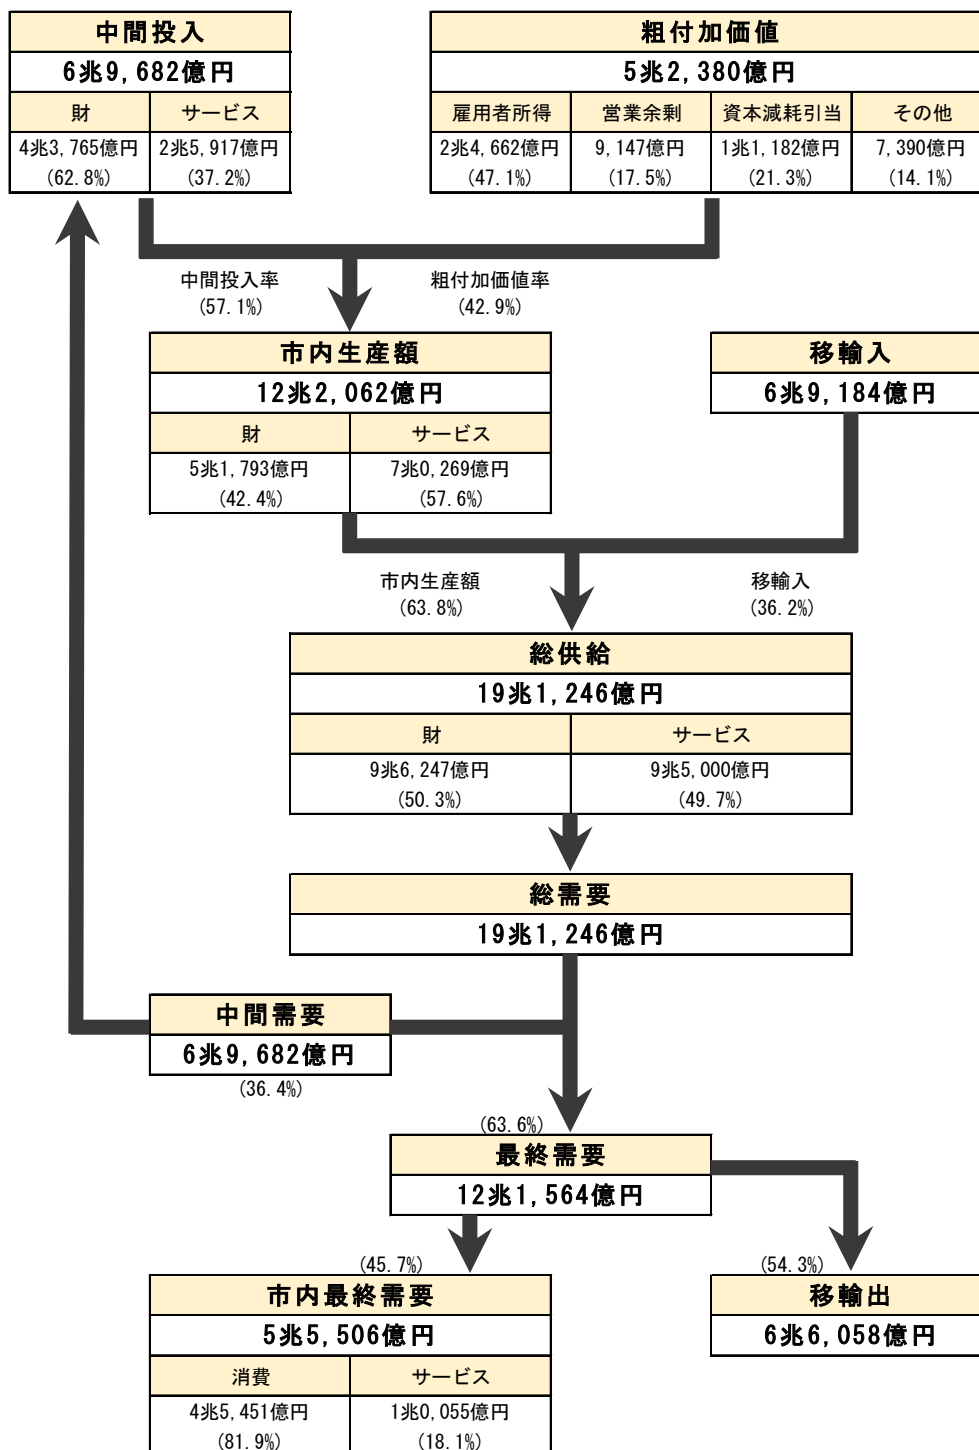 中間投入
6兆9,682億円
財 サービス
4兆3,765億円 2兆5,917億円
(62.8%) (37.2%)
粗付加価値
5兆2,380億円
雇用者所得 営業余剰 資本減耗引当 その他
2兆4,662億円 9,147億円 1兆1,182億円 7,390億円
(47.1%) (17.5%) (21.3%) (14.1%)
中間投入率 粗付加価値率
(57.1%) (42.9%)
市内生産額
12兆2,062億円
財 サービス
5兆1,793億円 7兆0,269億円
(42.4%) (57.6%)
移輸入
6兆9,184億円
市内生産額 移輸入
(63.8%) (36.2%)
総供給
19兆1,246億円
財 サービス
9兆6,247億円 9兆5,000億円
(50.3%) (49.7%)
総需要
19兆1,246億円
中間需要
6兆9,682億円
(36.4%)
(63.6%)
最終需要
12兆1,564億円
(45.7%) (54.3%)
市内最終需要
5兆5,506億円
消費 サービス
4兆5,451億円 1兆0,055億円
(81.9%) (18.1%)
移輸出
6兆6,058億円